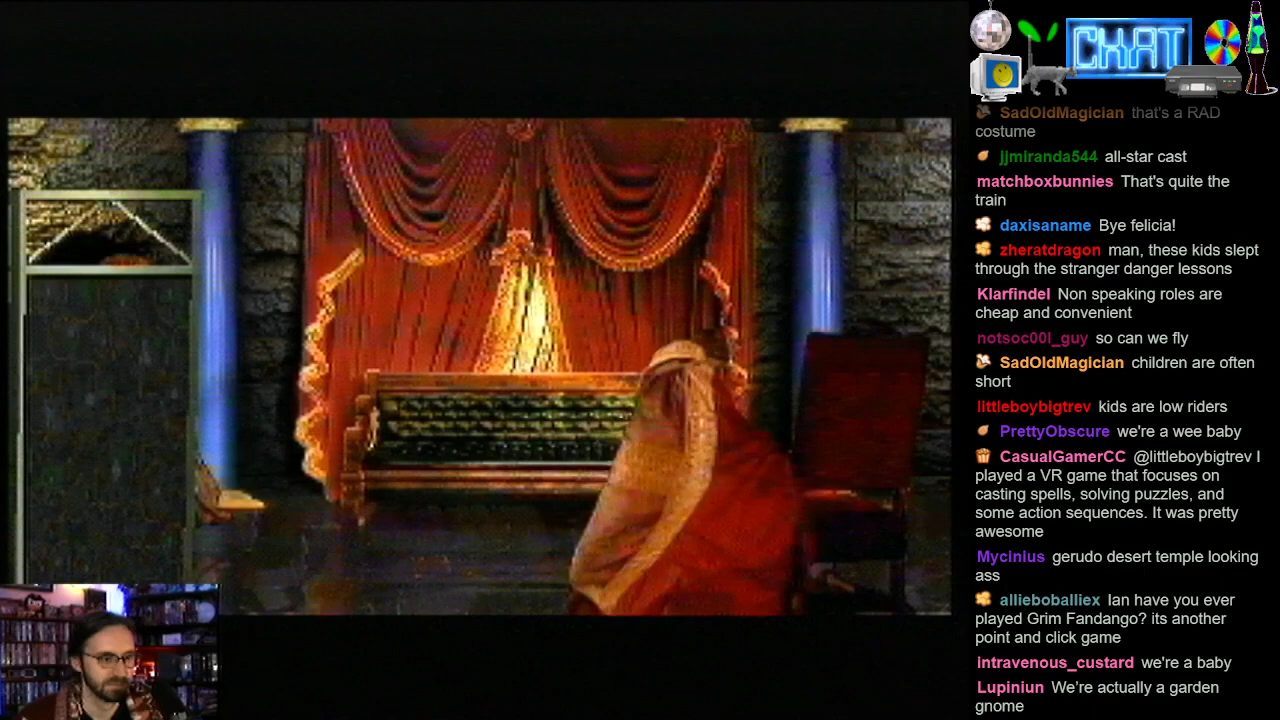 CHAT
SadOldMagician that's a RAD
costume
jjmiranda544 all-star cast
matchboxbunnies That's quite the
train
daxisaname Bye felicia!
zheratdragon man, these kids slept
through the stranger danger lessons
Klarfindel Non speaking roles are
cheap and convenient
notsoc00l_guy so can we fly
SadOldMagician children are often
short
littleboybigtrev kids are low riders
PrettyObscure we're a wee baby
CasualGamerCC @littleboybigtrev I
played a VR game that focuses on
casting spells, solving puzzles, and
some action sequences. It was pretty
awesome
Mycinius gerudo desert temple looking
ass
allieboballiex Ian have you ever
played Grim Fandango? its another
point and click game
intravenous_custard we're a baby
Lupiniun We're actually a garden
gnome